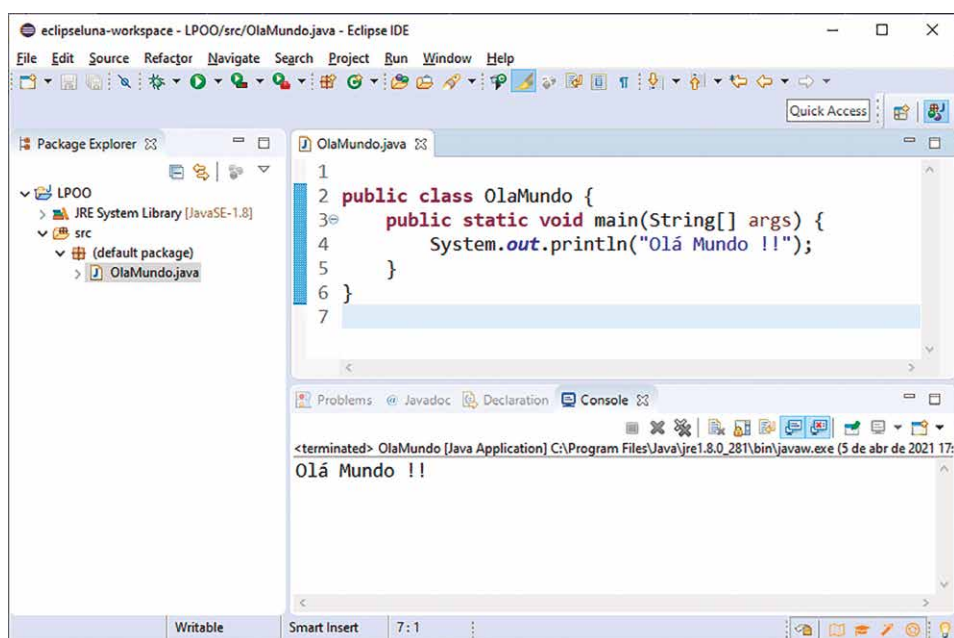 eclipseluna-workspace - LPOO/src/OlaMundo.java - Eclipse IDE
File Edit Source Refactor Navigate Search Project Run Window Help
Quick Access
Package Explorer
LPOO
JRE System Library [JavaSE-1.8]
src
(default package)
OlaMundo.java
OlaMundo.java
1
2 public class OlaMundo {
3 public static void main(String[] args) {
4 System.out.println("Olá Mundo !!");
5 }
6 }
7
Problems @ Javadoc Declaration Console
<terminated> OlaMundo [Java Application] C:\Program Files\Java\jre1.8.0_281\bin\javaw.exe (5 de abr de 2021 17:
Olá Mundo !!
Writable Smart Insert 7 : 1